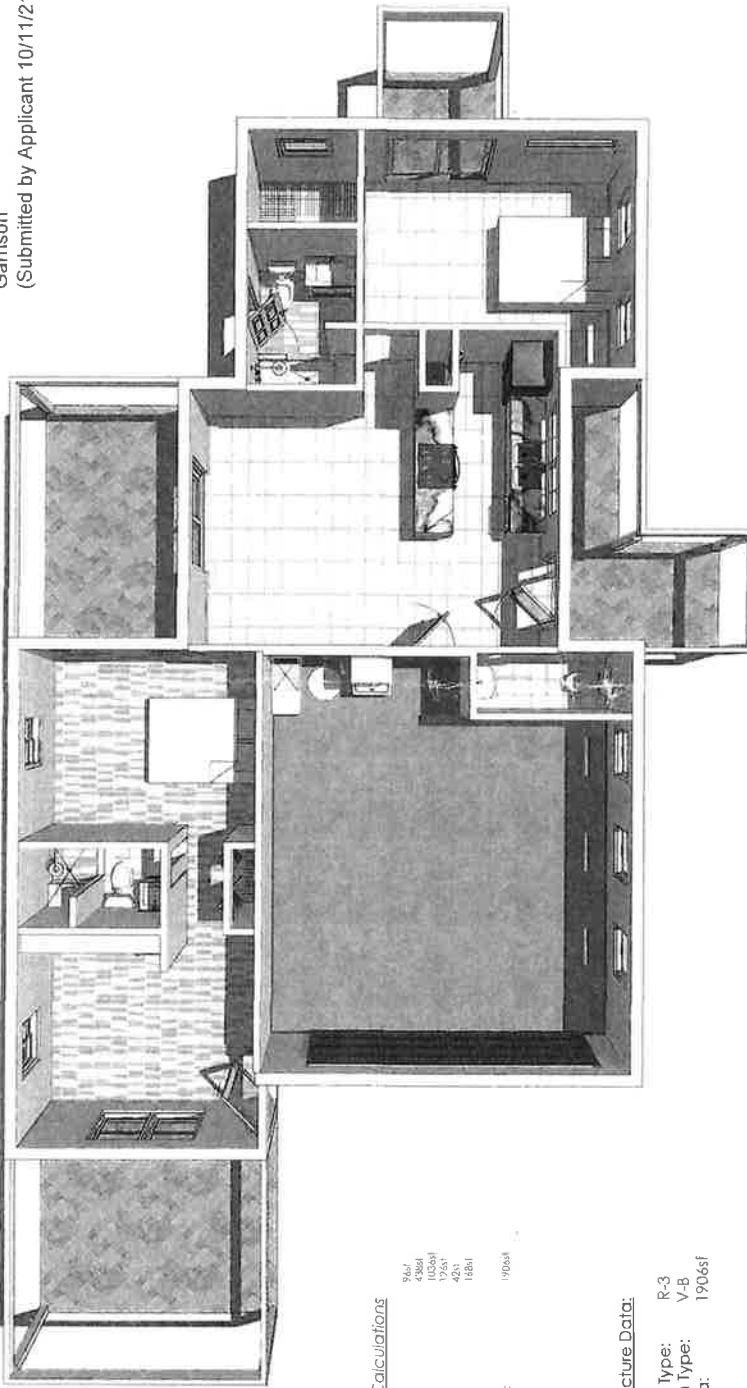 Garrison
(Submitted by Applicant 10/11/21
Calculations
96sf
438sf
1036sf
126sf
42sf
168sf
1906sf
cture Data:
Type: R-3
Type: V-B
a: 1906sf